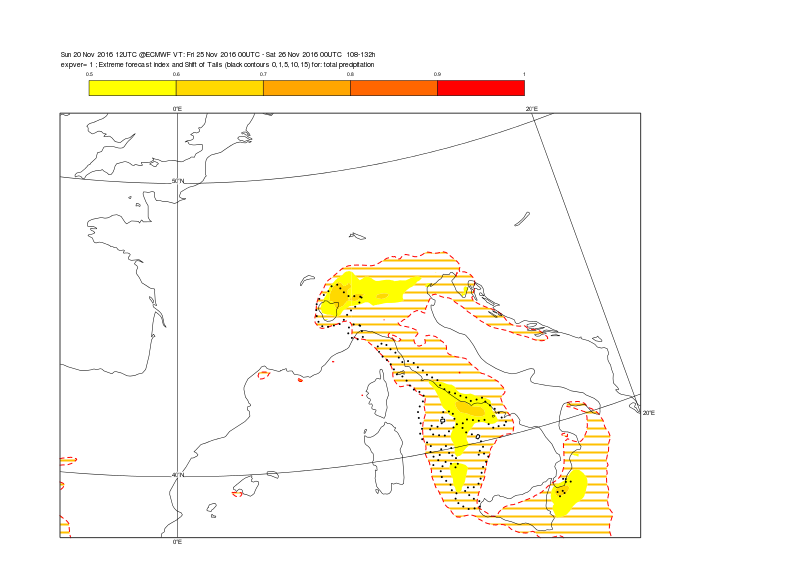 Sun 20 Nov 2016 12UTC @ECMWF VT: Fri 25 Nov 2016 00UTC - Sat 26 Nov 2016 00UTC 108-132h
expver= 1 ; Extreme forecast index and Shift of Tails (black contours 0,1,5,10,15) for: total precipitation
0.5 0.6 0.7 0.8 0.9 1
0°E 20°E
50°N
20°E
40°N
0°E
0
0